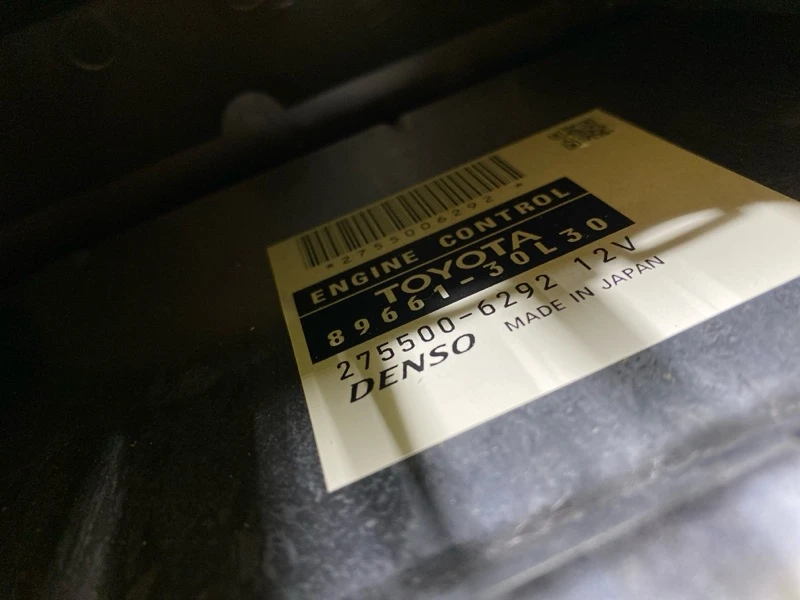 *2755006292*
ENGINE CONTROL
TOYOTA
89661-30L30
275500-6292 12V
DENSO MADE IN JAPAN